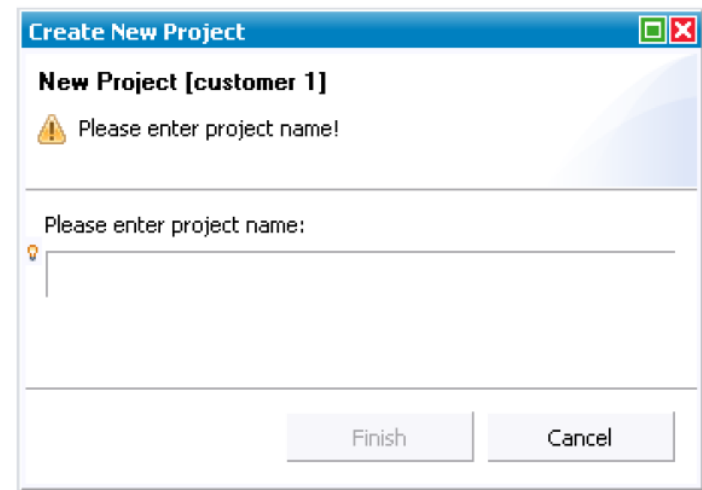 Create New Project
New Project [customer 1]
Please enter project name!
Please enter project name:
Finish
Cancel